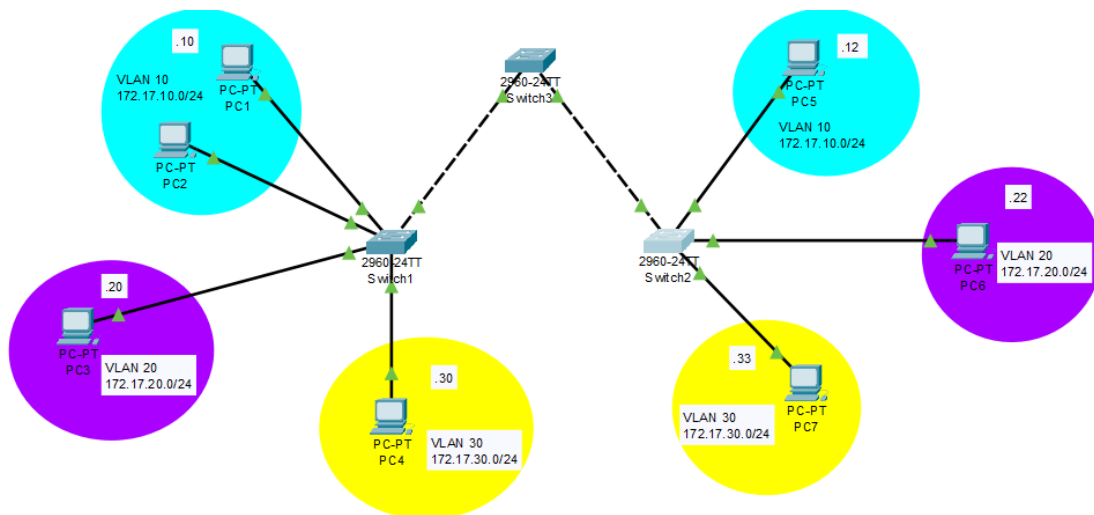 .10
VLAN 10
172.17.10.0/24
PC-PT
PC1
PC-PT
PC2
2960-24TT
Switch3
.12
PC-PT
PC5
VLAN 10
172.17.10.0/24
2960-24TT
Switch1
2960-24TT
Switch2
.22
PC-PT
PC6
VLAN 20
172.17.20.0/24
.20
PC-PT
PC3
VLAN 20
172.17.20.0/24
.30
PC-PT
PC4
VLAN 30
172.17.30.0/24
.33
PC-PT
PC7
VLAN 30
172.17.30.0/24